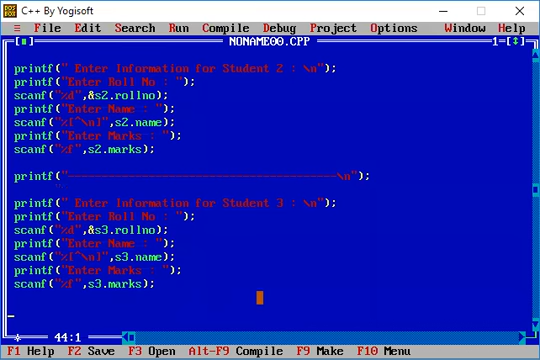 C++ By Yogisoft
≡ File Edit Search Run Compile Debug Project Options Window Help
[■] NONAME00.CPP 1=[↕]
printf(" Enter Information for Student 2 : \n");
printf("Enter Roll No : ");
scanf("%d",&s2.rollno);
printf("Enter Name : ");
scanf("%[^\n]",s2.name);
printf("Enter Marks : ");
scanf("%f",s2.marks);
printf("----------------------------------------\n");
printf(" Enter Information for Student 3 : \n");
printf("Enter Roll No : ");
scanf("%d",&s3.rollno);
printf("Enter Name : ");
scanf("%[^\n]",s3.name);
printf("Enter Marks : ");
scanf("%f",s3.marks);
44:1
F1 Help F2 Save F3 Open Alt-F9 Compile F9 Make F10 Menu